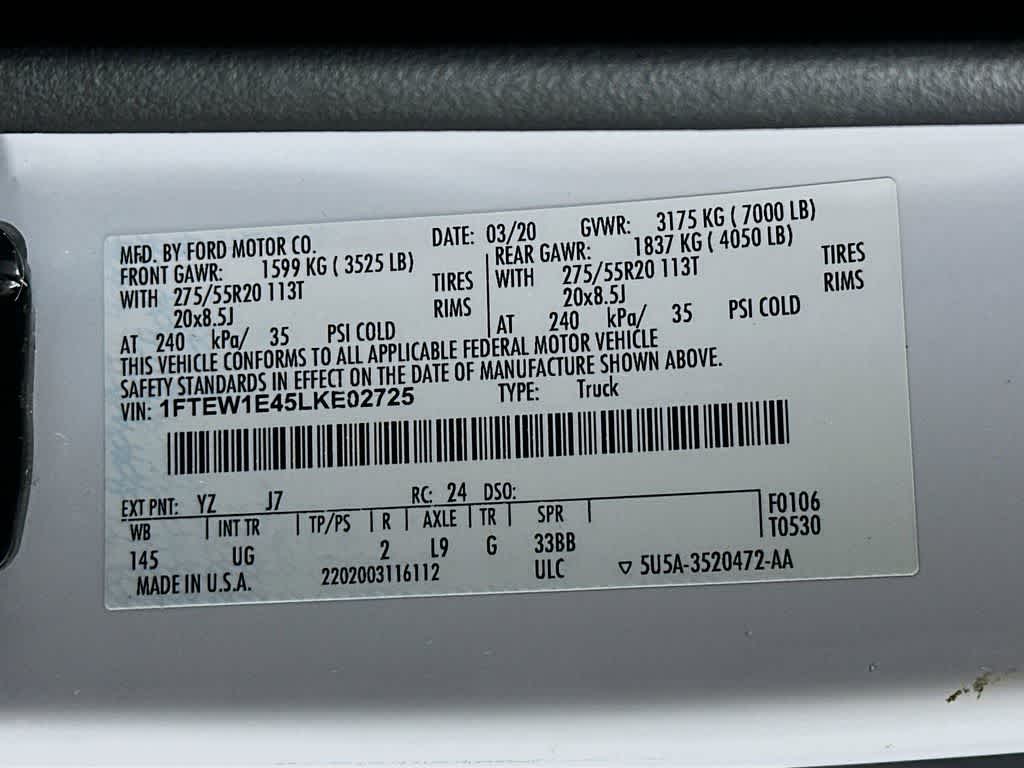 MFD. BY FORD MOTOR CO. DATE: 03/20 GVWR: 3175 KG ( 7000 LB)
FRONT GAWR: 1599 KG ( 3525 LB) REAR GAWR: 1837 KG ( 4050 LB)
WITH 275/55R20 113T TIRES WITH 275/55R20 113T TIRES
20x8.5J RIMS 20x8.5J RIMS
AT 240 kPa/ 35 PSI COLD AT 240 kPa/ 35 PSI COLD
THIS VEHICLE CONFORMS TO ALL APPLICABLE FEDERAL MOTOR VEHICLE
SAFETY STANDARDS IN EFFECT ON THE DATE OF MANUFACTURE SHOWN ABOVE.
VIN: 1FTEW1E45LKE02725 TYPE: Truck
EXT PNT: YZ J7 RC: 24 DSO:
WB INT TR TP/PS R AXLE TR SPR F0106
T0530
145 UG 2 L9 G 33BB
MADE IN U.S.A. 2202003116112 ULC ▽ 5U5A-3520472-AA